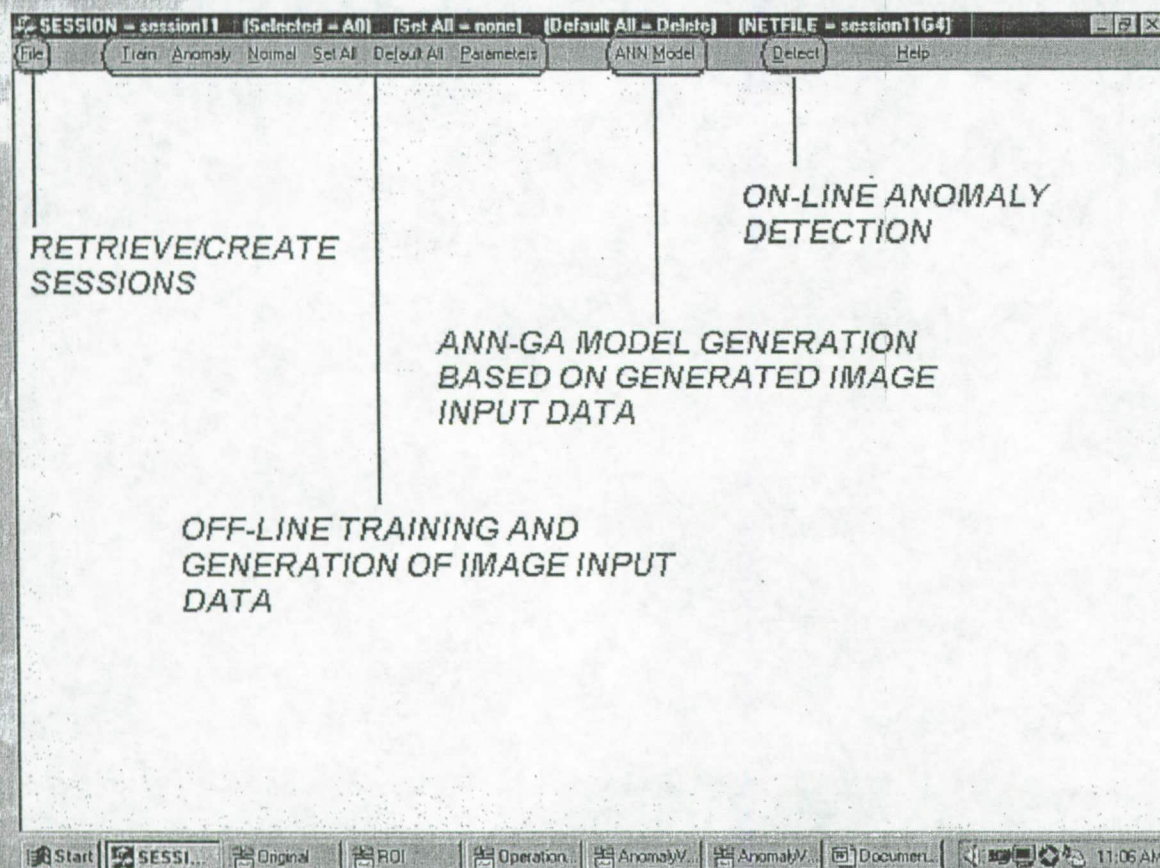 SESSION = session11 (Selected = A0) [Set All = none] (Default All = Delete) (NETFILE = session11G4)
File Train Anomaly Normal Set All Default All Parameters ANN Model Detect Help
ON-LINE ANOMALY
DETECTION
RETRIEVE/CREATE
SESSIONS
ANN-GA MODEL GENERATION
BASED ON GENERATED IMAGE
INPUT DATA
OFF-LINE TRAINING AND
GENERATION OF IMAGE INPUT
DATA
Start SESSI... Original ROI Operation... AnomalyV... AnomalyV... Documen... 11:06 AM